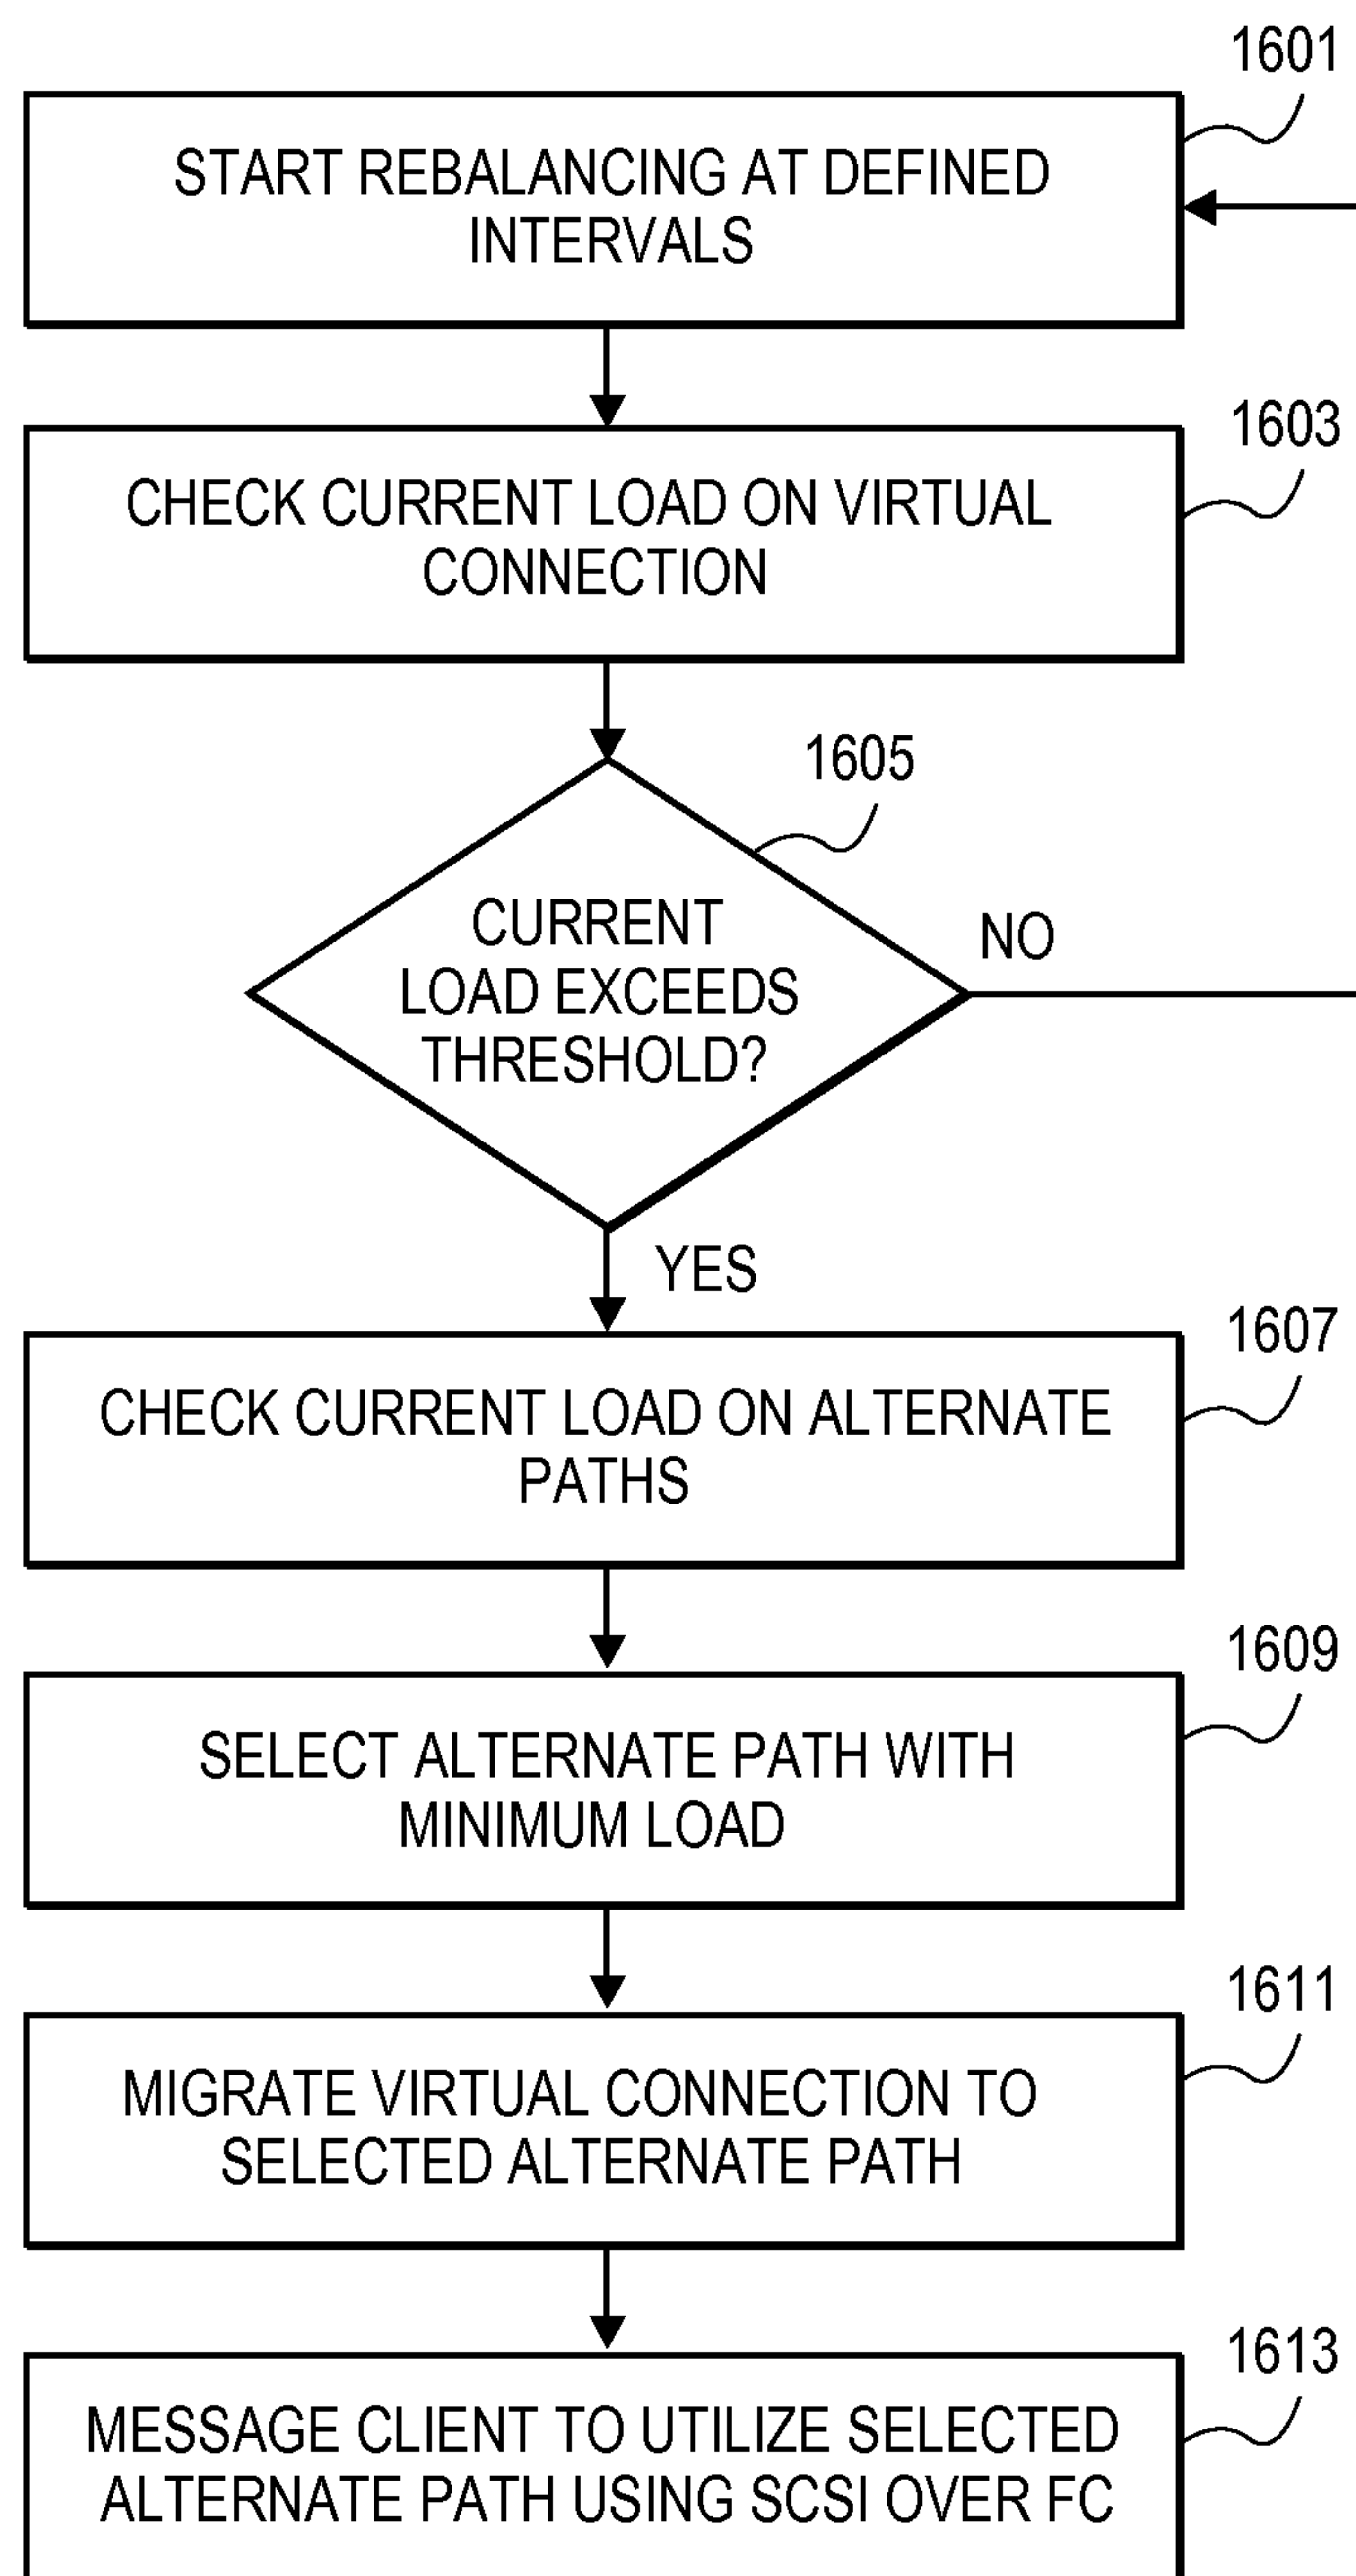 1601
START REBALANCING AT DEFINED
INTERVALS
1603
CHECK CURRENT LOAD ON VIRTUAL
CONNECTION
1605
CURRENT
LOAD EXCEEDS
THRESHOLD?
NO
YES
1607
CHECK CURRENT LOAD ON ALTERNATE
PATHS
1609
SELECT ALTERNATE PATH WITH
MINIMUM LOAD
1611
MIGRATE VIRTUAL CONNECTION TO
SELECTED ALTERNATE PATH
1613
MESSAGE CLIENT TO UTILIZE SELECTED
ALTERNATE PATH USING SCSI OVER FC